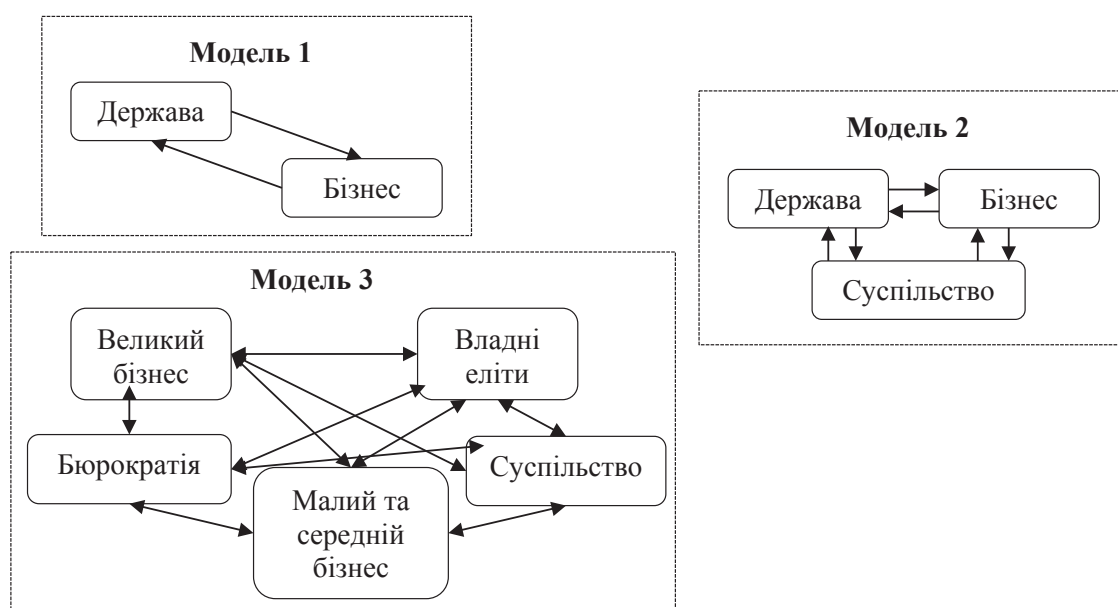 Модель 1
Держава
Бізнес
Модель 2
Держава
Бізнес
Суспільство
Модель 3
Великий
бізнес
Владні
еліти
Бюрократія
Суспільство
Малий та
середній
бізнес